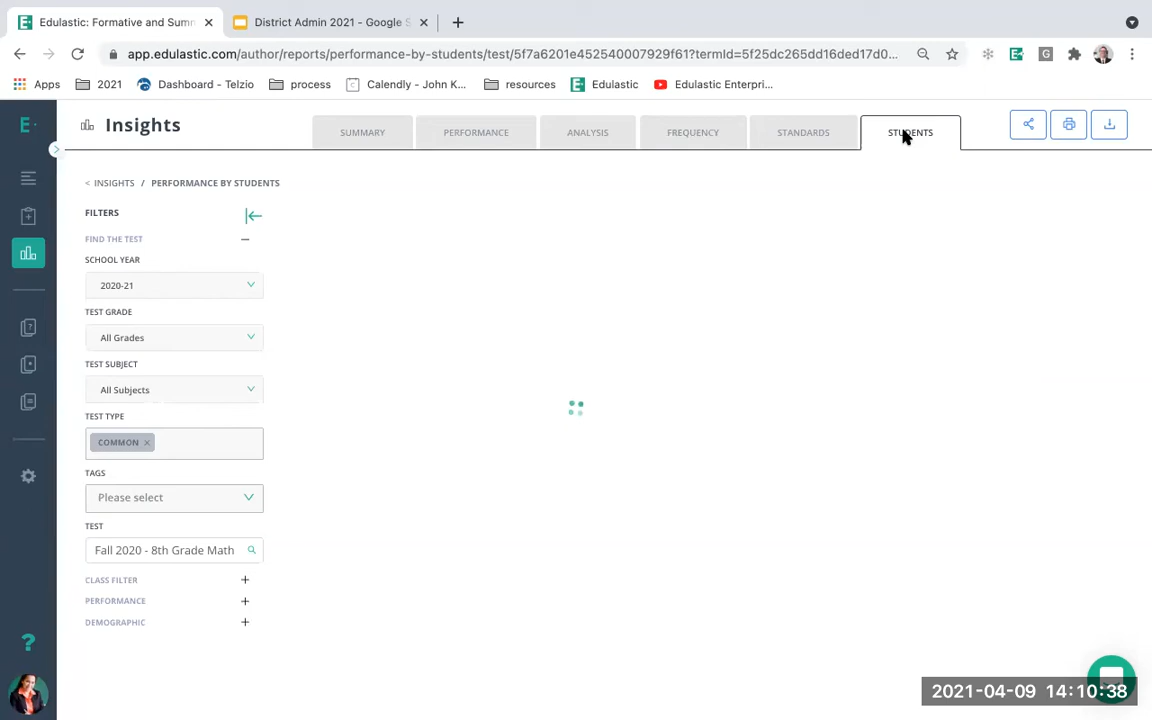 Edulastic: Formative and Summ
District Admin 2021 - Google S
app.edulastic.com/author/reports/performance-by-students/test/5f7a6201e452540007929f61?termId=5f25dc265dd16ded17d0...
Apps
2021
Dashboard - Telzio
process
Calendly - John K...
resources
Edulastic
Edulastic Enterpri...
E
Insights
SUMMARY
PERFORMANCE
ANALYSIS
FREQUENCY
STANDARDS
STUDENTS
< INSIGHTS / PERFORMANCE BY STUDENTS
FILTERS
FIND THE TEST
SCHOOL YEAR
2020-21
TEST GRADE
All Grades
TEST SUBJECT
All Subjects
TEST TYPE
COMMON ×
TAGS
Please select
TEST
Fall 2020 - 8th Grade Math
CLASS FILTER
PERFORMANCE
DEMOGRAPHIC
?
2021-04-09 14:10:38